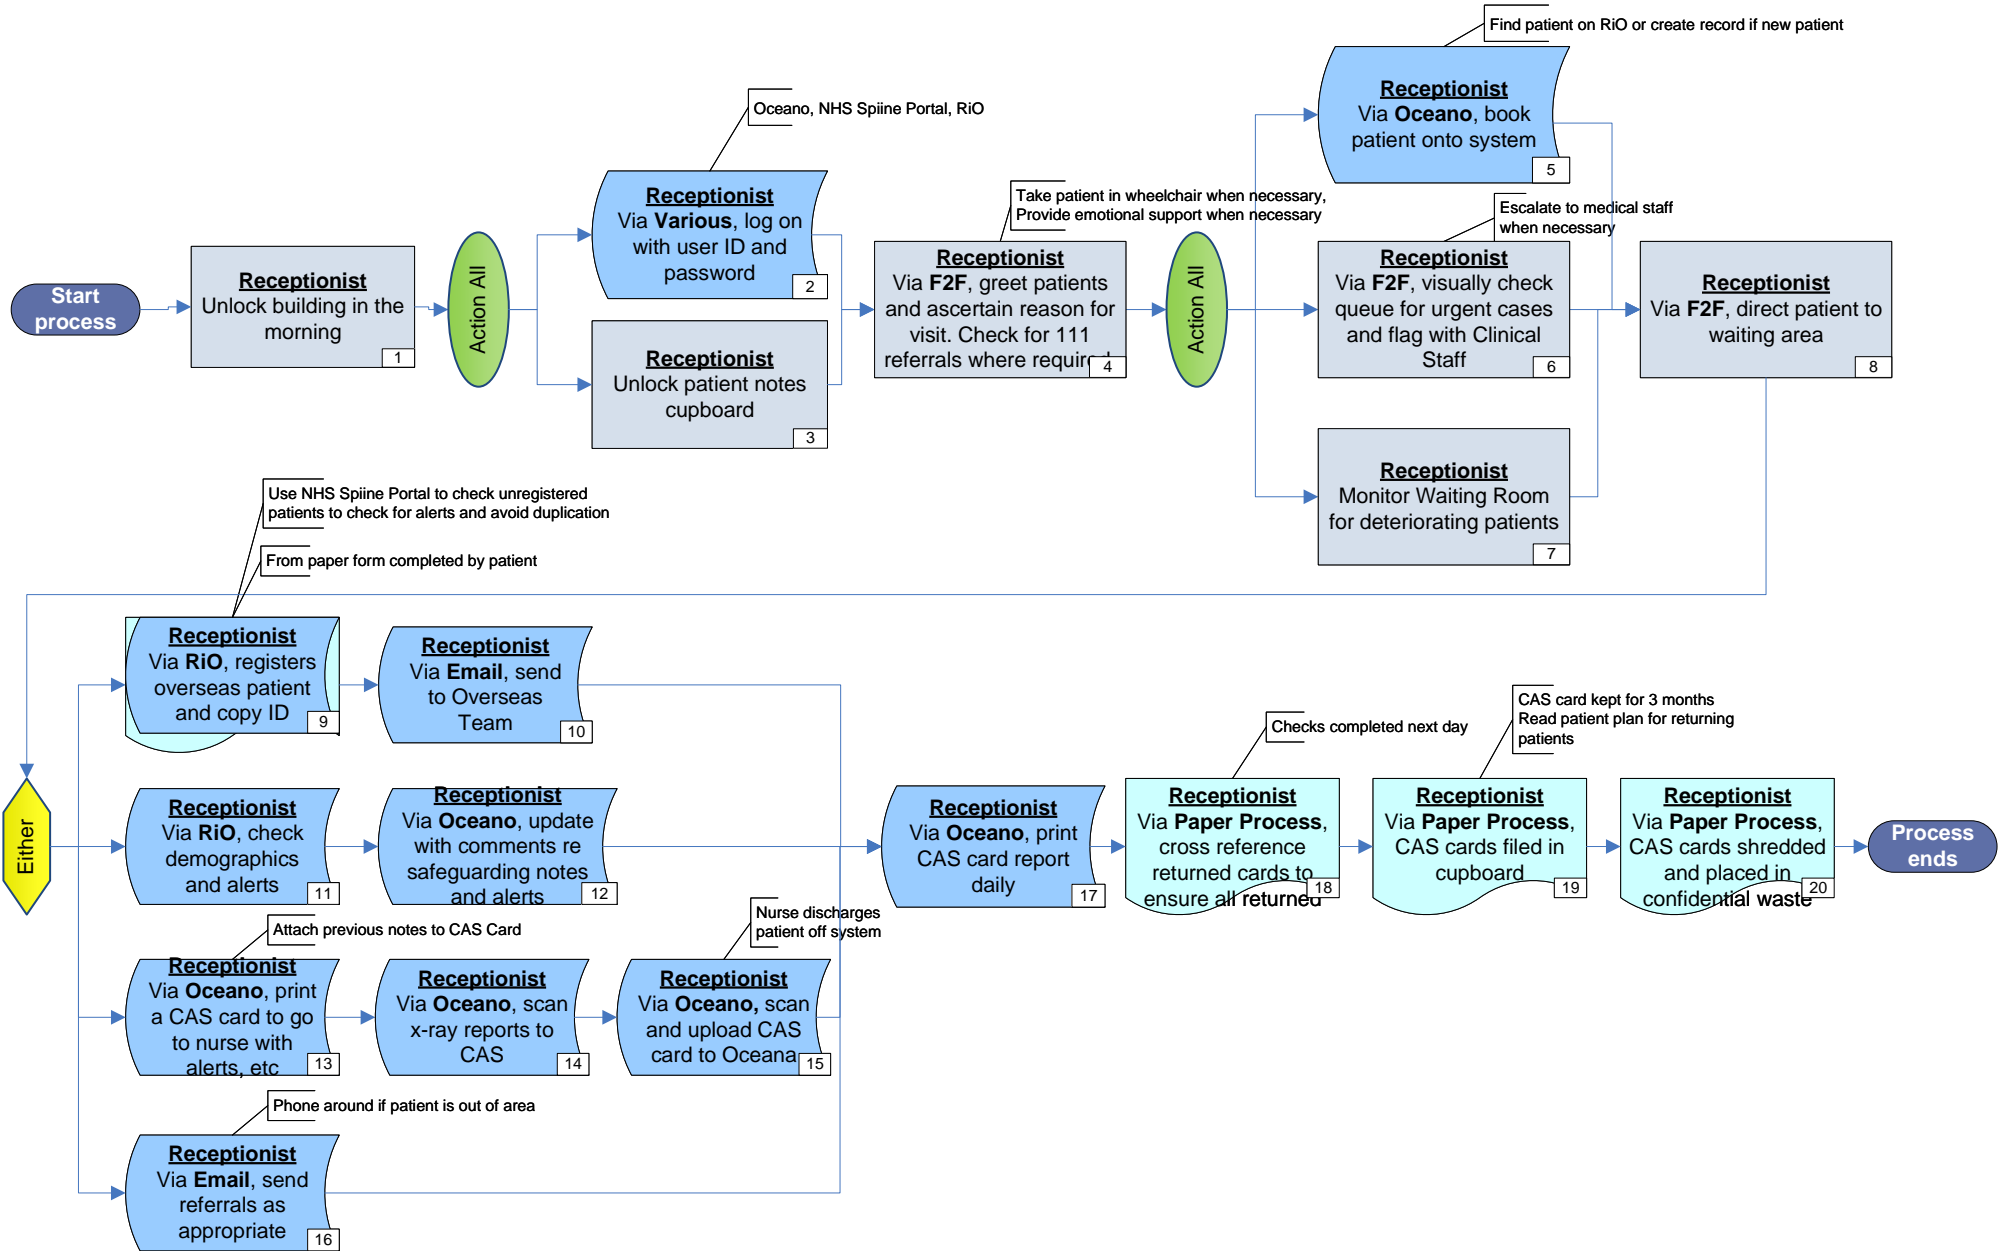 Find patient on RiO or create record if new patient
Receptionist
Via Oceano, book
patient onto system
5
Oceano, NHS Spiine Portal, RiO
Receptionist
Via Various, log on
with user ID and
password
2
Take patient in wheelchair when necessary,
Provide emotional support when necessary
Escalate to medical staff
when necessary
Start
process
Receptionist
Unlock building in the
morning
1
Action All
Receptionist
Unlock patient notes
cupboard
3
Receptionist
Via F2F, greet patients
and ascertain reason for
visit. Check for 111
referrals where required
4
Action All
Receptionist
Via F2F, visually check
queue for urgent cases
and flag with Clinical
Staff
6
Receptionist
Via F2F, direct patient to
waiting area
8
Receptionist
Monitor Waiting Room
for deteriorating patients
7
Use NHS Spiine Portal to check unregistered
patients to check for alerts and avoid duplication
From paper form completed by patient
Receptionist
Via RiO, registers
overseas patient
and copy ID
9
Receptionist
Via Email, send
to Overseas
Team
10
Either
Receptionist
Via RiO, check
demographics
and alerts
11
Receptionist
Via Oceano, update
with comments re
safeguarding notes
and alerts
12
Attach previous notes to CAS Card
Receptionist
Via Oceano, print
a CAS card to go
to nurse with
alerts, etc
13
Receptionist
Via Oceano, scan
x-ray reports to
CAS
14
Nurse discharges
patient off system
Receptionist
Via Oceano, scan
and upload CAS
card to Oceana
15
Phone around if patient is out of area
Receptionist
Via Email, send
referrals as
appropriate
16
Receptionist
Via Oceano, print
CAS card report
daily
17
Checks completed next day
Receptionist
Via Paper Process,
cross reference
returned cards to
ensure all returned
18
CAS card kept for 3 months
Read patient plan for returning
patients
Receptionist
Via Paper Process,
CAS cards filed in
cupboard
19
Receptionist
Via Paper Process,
CAS cards shredded
and placed in
confidential waste
20
Process
ends